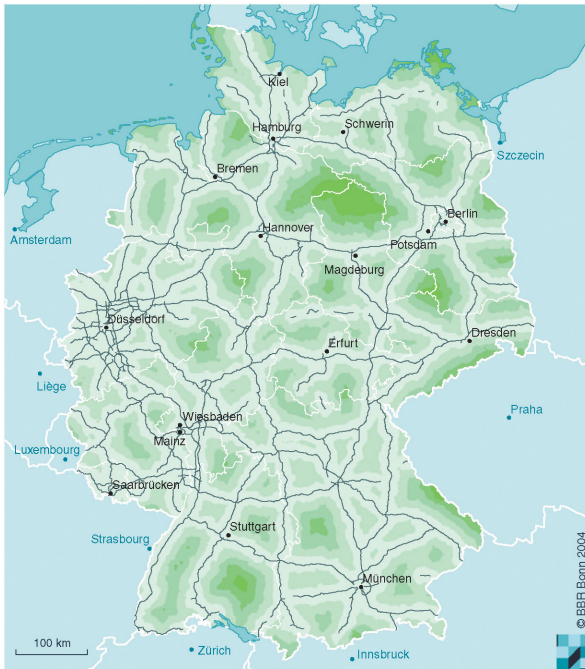 Kiel
Schwerin
Hamburg
Szczecin
Bremen
Berlin
Amsterdam
Hannover
Potsdam
Magdeburg
Düsseldorf
Dresden
Erfurt
Liège
Wiesbaden
Praha
Mainz
Luxembourg
Saarbrücken
Stuttgart
Strasbourg
München
© BBR Bonn 2004
100 km
Zürich
Innsbruck